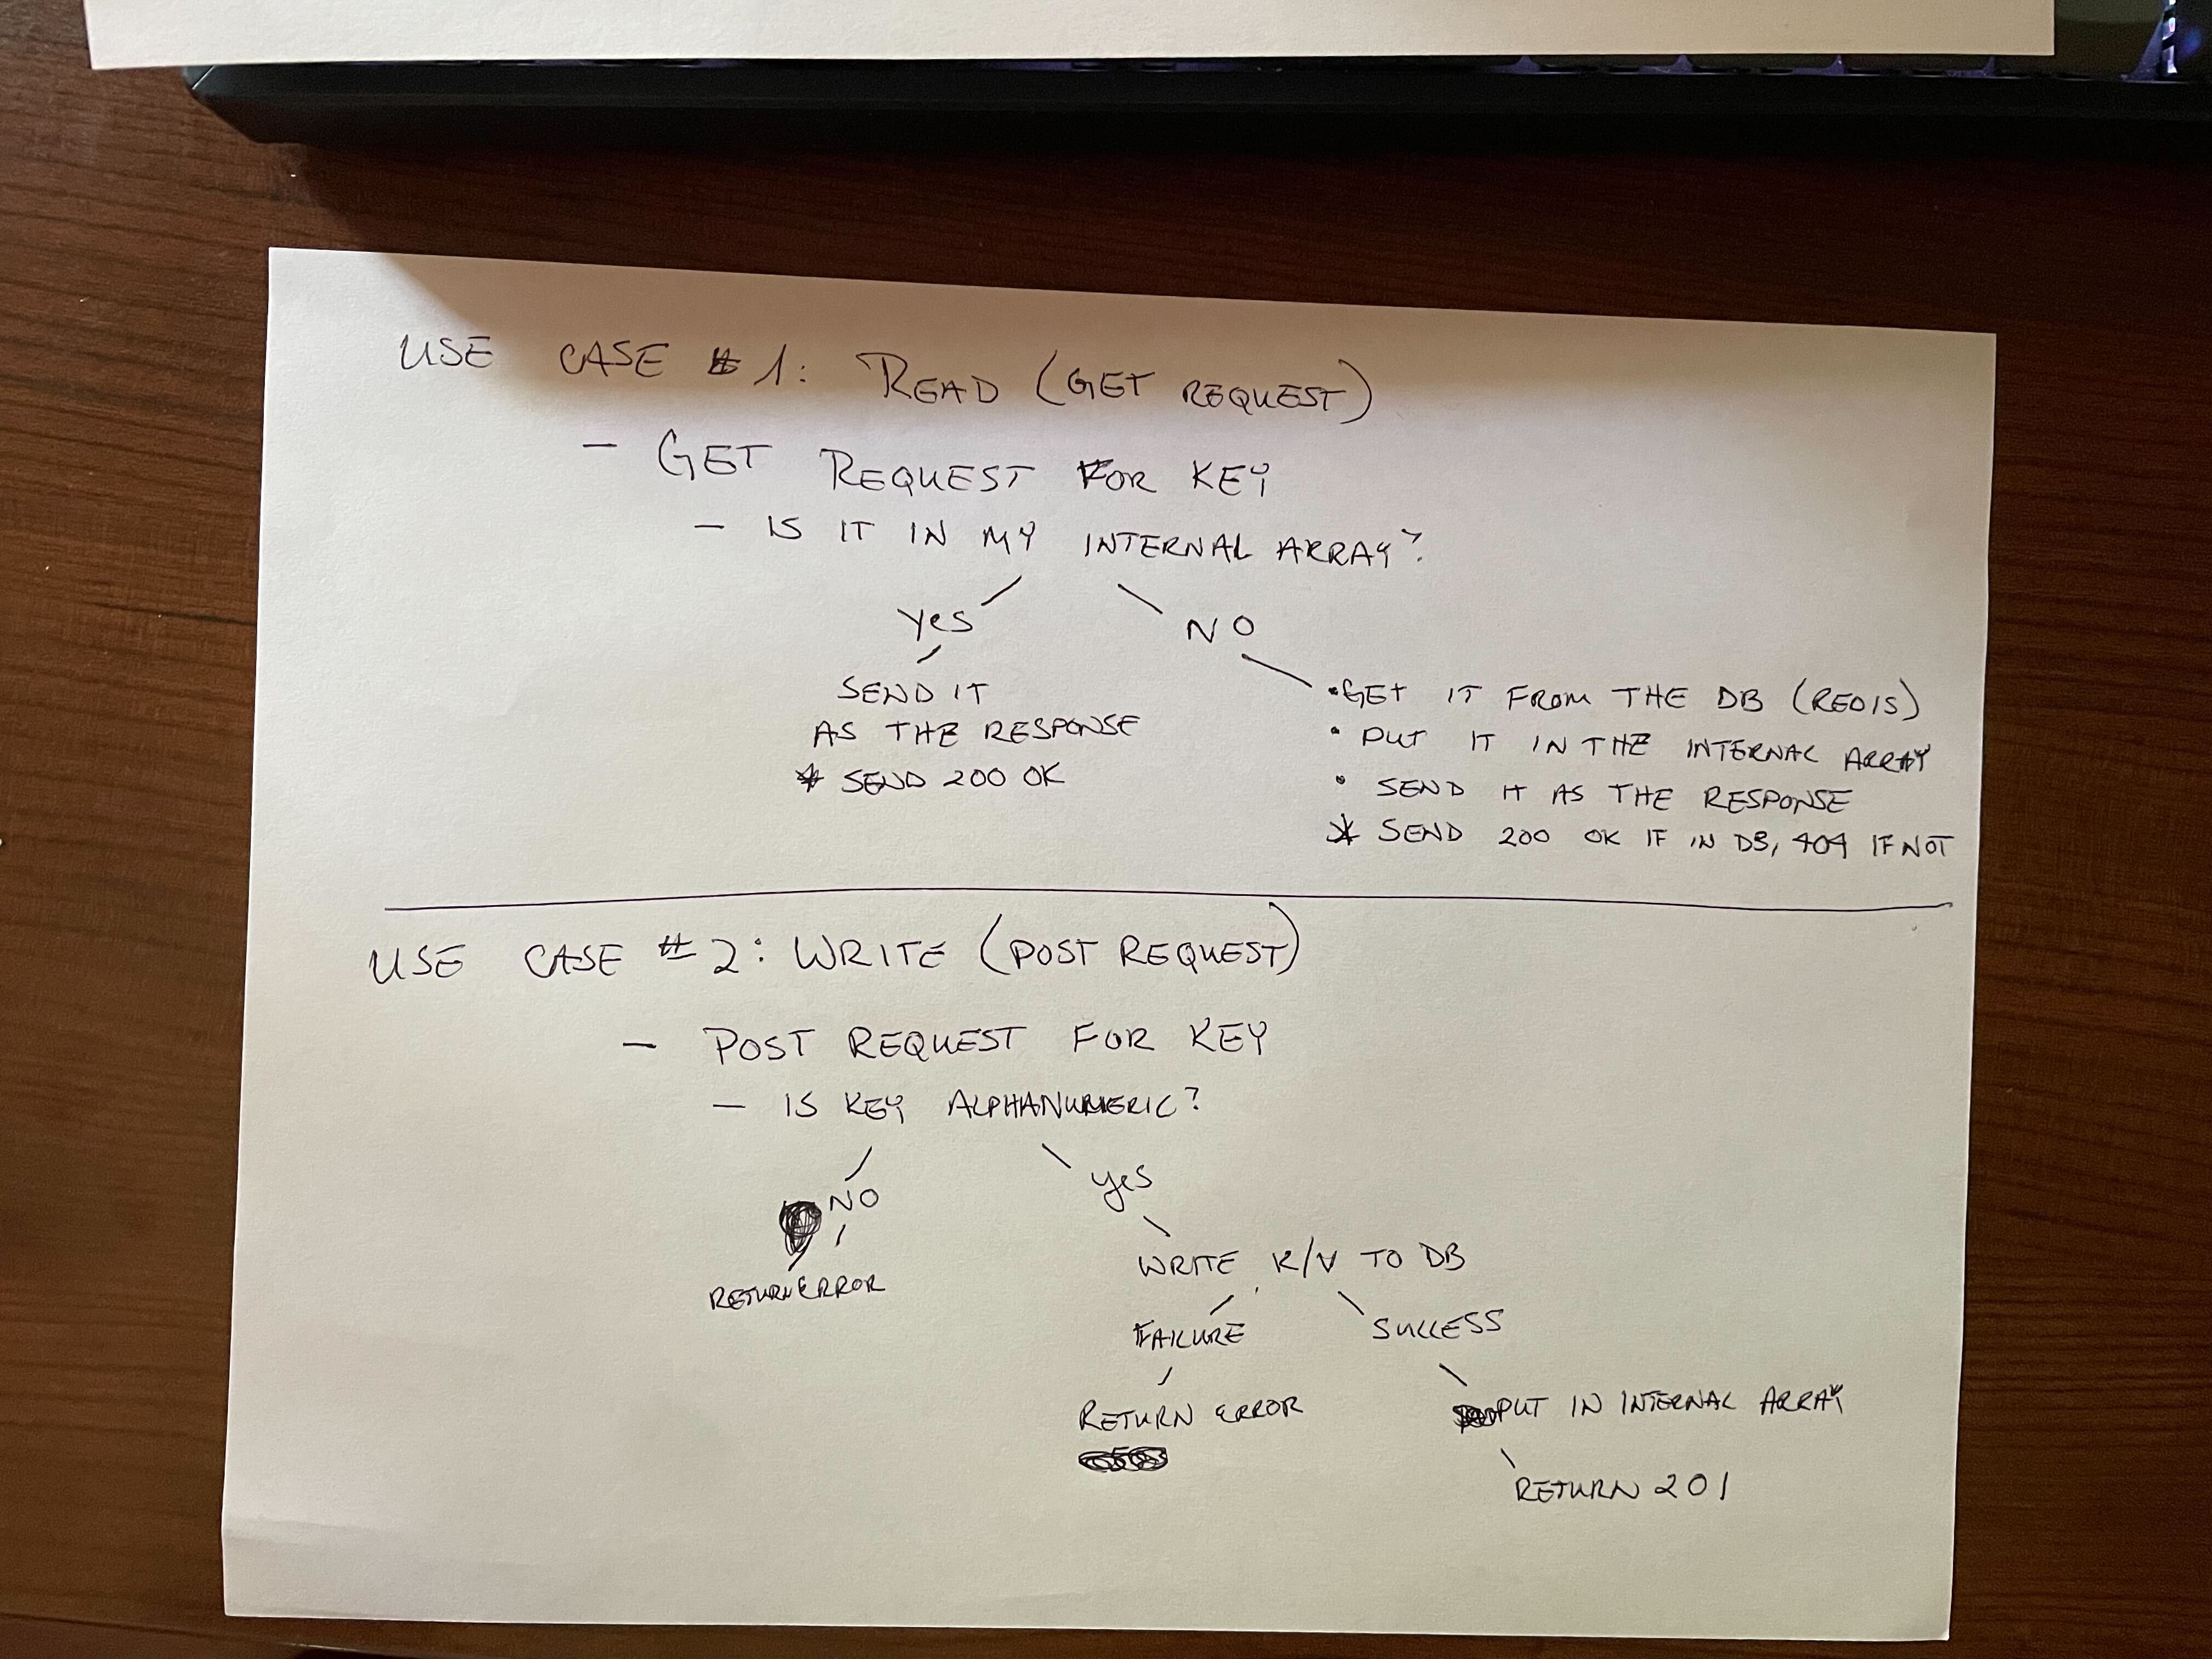 USE CASE #1: READ (GET REQUEST)
- GET REQUEST FOR KEY
- IS IT IN MY INTERNAL ARRAY?
yes
NO
SEND IT
AS THE RESPONSE
* SEND 200 OK
• GET IT FROM THE DB (REDIS)
• PUT IT IN THE INTERNAL ARRAY
• SEND IT AS THE RESPONSE
* SEND 200 OK IF IN DB, 404 IF NOT
USE CASE #2: WRITE (POST REQUEST)
- POST REQUEST FOR KEY
- IS KEY ALPHANUMERIC?
NO
yes
RETURN ERROR
WRITE K/V TO DB
FAILURE
SUCCESS
RETURN ERROR
PUT IN INTERNAL ARRAY
RETURN 201